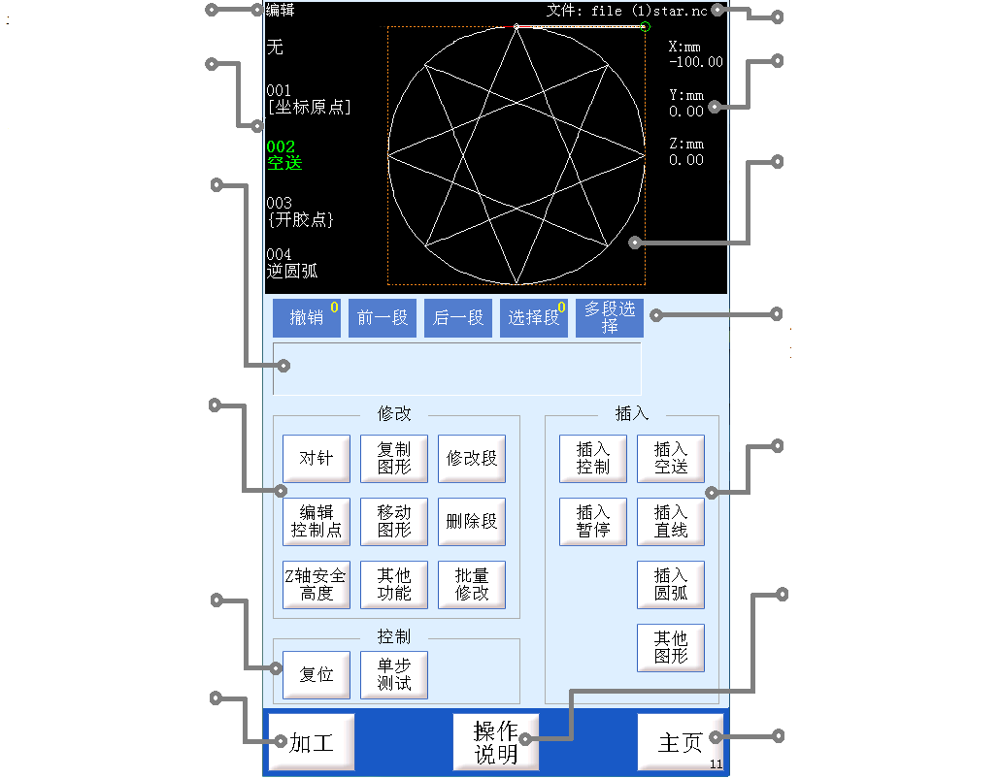 编辑
文件: file (1)star.nc
无
001
[坐标原点]
002
空送
003
{开胶点}
004
逆圆弧
X:mm
-100.00
Y:mm
0.00
Z:mm
0.00
撤销 0
前一段
后一段
选择段 0
多段选
择
修改
对针
复制
图形
修改段
编辑
控制点
移动
图形
删除段
Z轴安全
高度
其他
功能
批量
修改
插入
插入
控制
插入
空送
插入
暂停
插入
直线
插入
圆弧
其他
图形
控制
复位
单步
测试
加工
操作
说明
主页
11